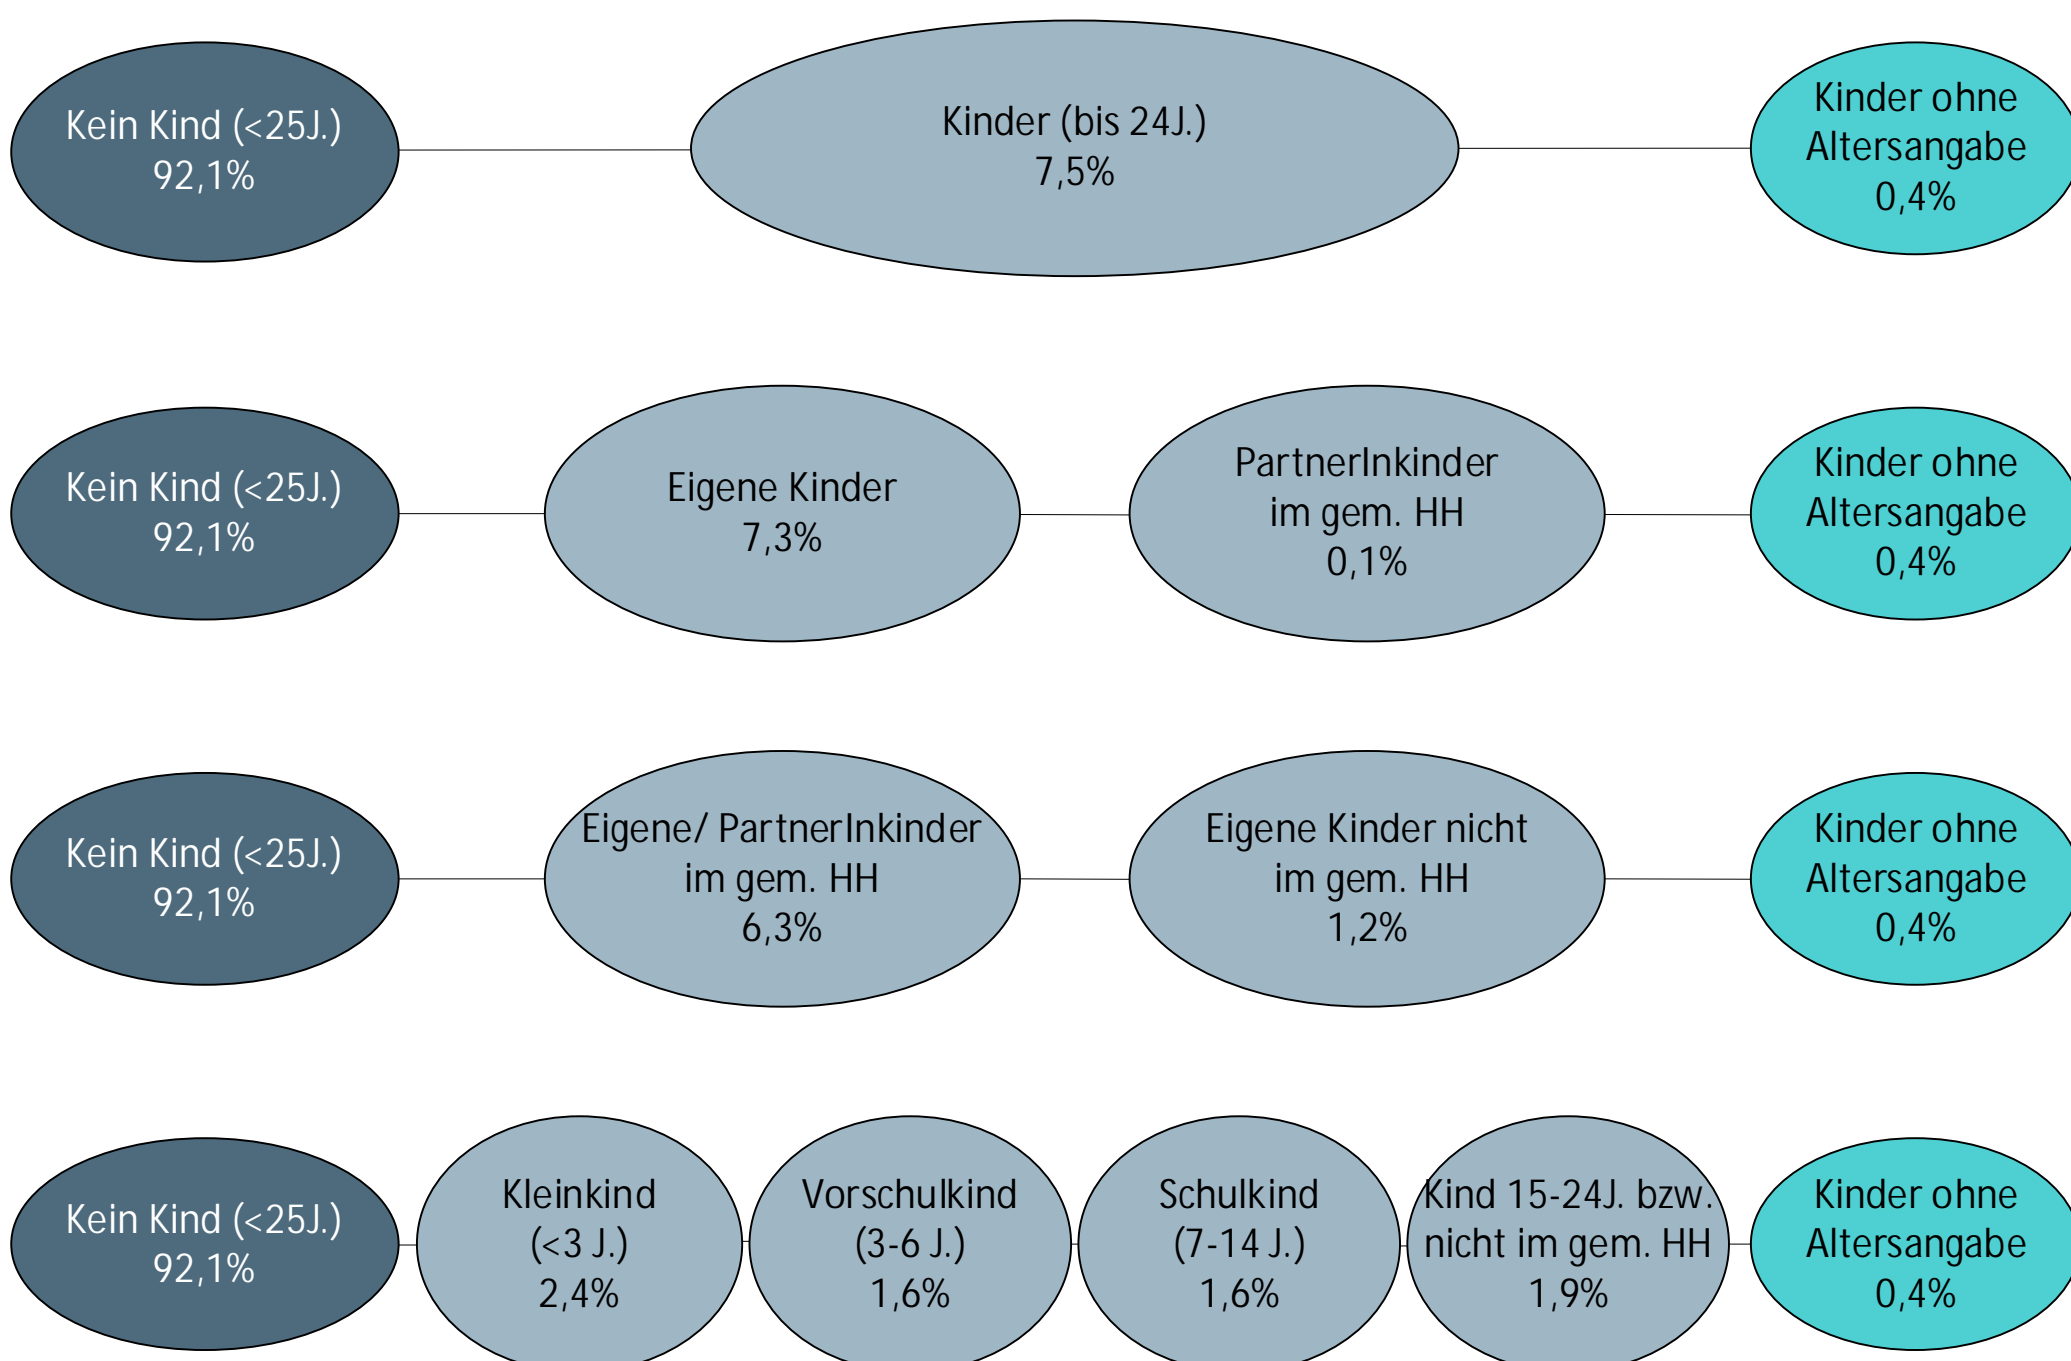 Kein Kind (<25J.)
92,1%
Kinder (bis 24J.)
7,5%
Kinder ohne
Altersangabe
0,4%
Kein Kind (<25J.)
92,1%
Eigene Kinder
7,3%
PartnerInkinder
im gem. HH
0,1%
Kinder ohne
Altersangabe
0,4%
Kein Kind (<25J.)
92,1%
Eigene/ PartnerInkinder
im gem. HH
6,3%
Eigene Kinder nicht
im gem. HH
1,2%
Kinder ohne
Altersangabe
0,4%
Kein Kind (<25J.)
92,1%
Kleinkind
(<3 J.)
2,4%
Vorschulkind
(3-6 J.)
1,6%
Schulkind
(7-14 J.)
1,6%
Kind 15-24J. bzw.
nicht im gem. HH
1,9%
Kinder ohne
Altersangabe
0,4%